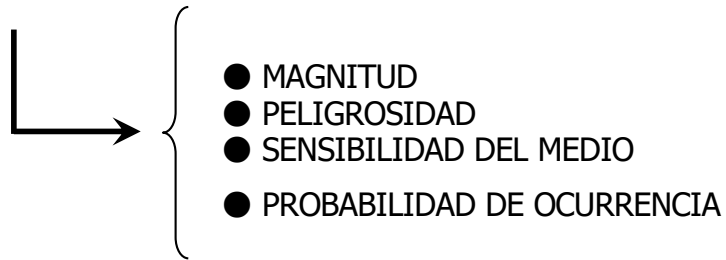 ● MAGNITUD
● PELIGROSIDAD
● SENSIBILIDAD DEL MEDIO
● PROBABILIDAD DE OCURRENCIA